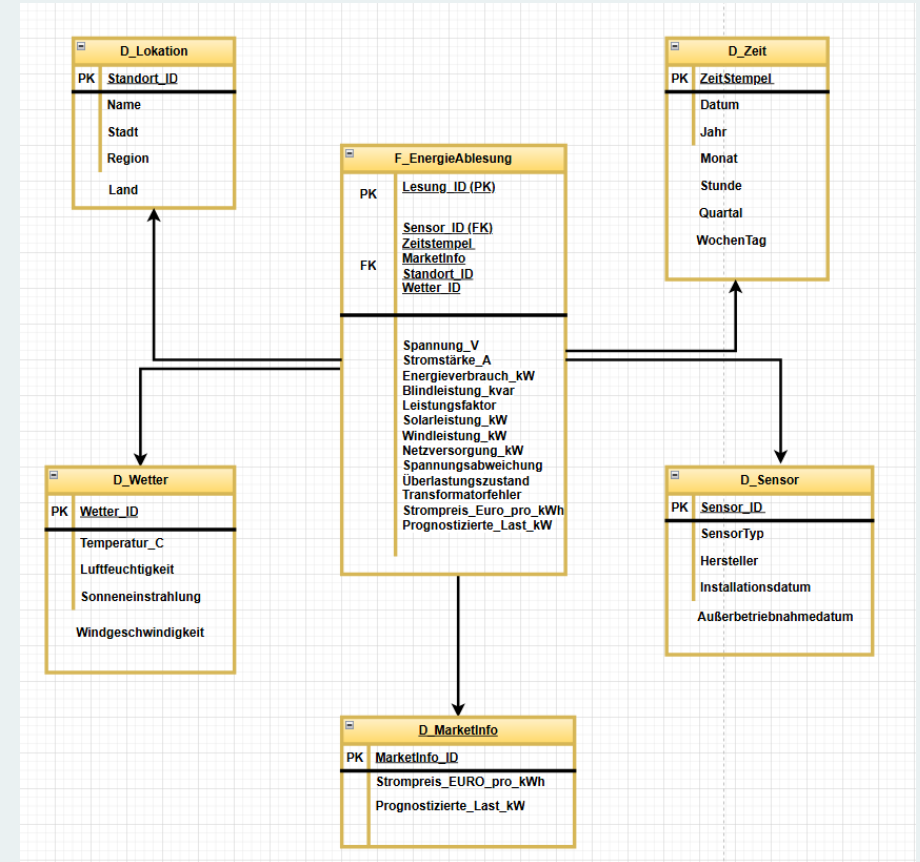 D_Lokation
PK Standort_ID
Name
Stadt
Region
Land
D_Zeit
PK ZeitStempel
Datum
Jahr
Monat
Stunde
Quartal
WochenTag
F_EnergieAblesung
PK Lesung_ID (PK)
Sensor_ID (FK)
Zeitstempel
FK MarketInfo
Standort_ID
Wetter_ID
Spannung_V
Stromstärke_A
Energieverbrauch_kW
Blindleistung_kvar
Leistungsfaktor
Solarleistung_kW
Windleistung_kW
Netzversorgung_kW
Spannungsabweichung
Überlastungszustand
Transformatorfehler
Strompreis_Euro_pro_kWh
Prognostizierte_Last_kW
D_Wetter
PK Wetter_ID
Temperatur_C
Luftfeuchtigkeit
Sonneneinstrahlung
Windgeschwindigkeit
D_Sensor
PK Sensor_ID
SensorTyp
Hersteller
Installationsdatum
Außerbetriebnahmedatum
D_MarketInfo
PK MarketInfo_ID
Strompreis_EURO_pro_kWh
Prognostizierte_Last_kW